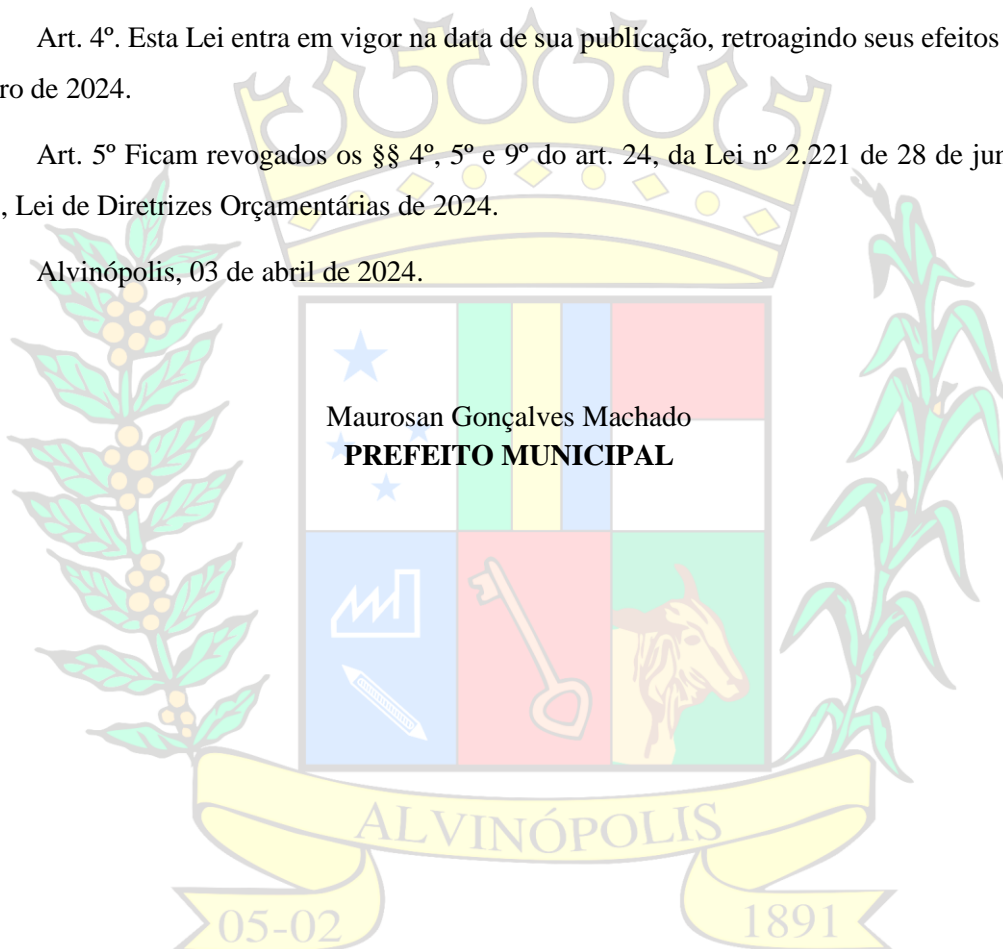 Art. 4º. Esta Lei entra em vigor na data de sua publicação, retroagindo seus efeitos
ro de 2024.
Art. 5º Ficam revogados os §§ 4º, 5º e 9º do art. 24, da Lei nº 2.221 de 28 de jun
, Lei de Diretrizes Orçamentárias de 2024.
Alvinópolis, 03 de abril de 2024.
Maurosan Gonçalves Machado
PREFEITO MUNICIPAL
ALVINÓPOLIS
05-02 1891